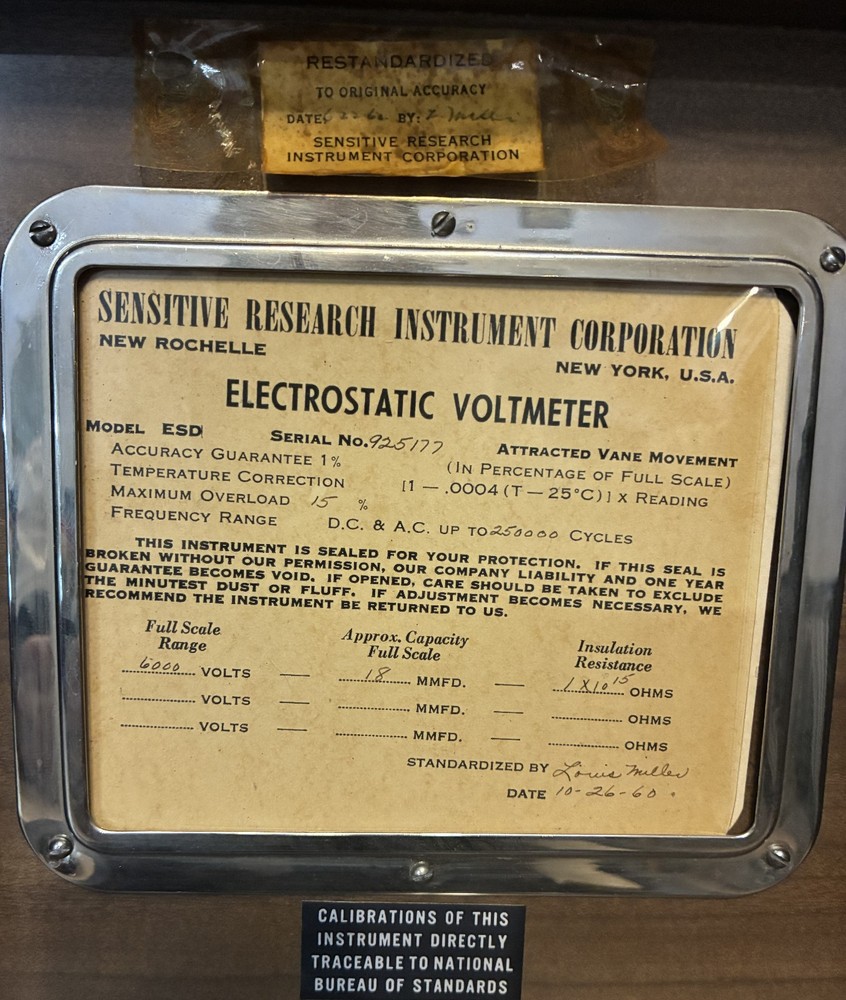 RESTANDARDIZED
TO ORIGINAL ACCURACY
DATE: BY: L Miller
SENSITIVE RESEARCH
INSTRUMENT CORPORATION
SENSITIVE RESEARCH INSTRUMENT CORPORATION
NEW ROCHELLE
NEW YORK, U.S.A.
ELECTROSTATIC VOLTMETER
MODEL ESD SERIAL No. 925177 ATTRACTED VANE MOVEMENT
ACCURACY GUARANTEE 1% (IN PERCENTAGE OF FULL SCALE)
TEMPERATURE CORRECTION [1 — .0004 (T — 25°C)] X READING
MAXIMUM OVERLOAD 15 %
FREQUENCY RANGE D.C. & A.C. UP TO 250000 CYCLES
THIS INSTRUMENT IS SEALED FOR YOUR PROTECTION. IF THIS SEAL IS
BROKEN WITHOUT OUR PERMISSION, OUR COMPANY LIABILITY AND ONE YEAR
GUARANTEE BECOMES VOID. IF OPENED, CARE SHOULD BE TAKEN TO EXCLUDE
THE MINUTEST DUST OR FLUFF. IF ADJUSTMENT BECOMES NECESSARY, WE
RECOMMEND THE INSTRUMENT BE RETURNED TO US.
Full Scale Range
Approx. Capacity Full Scale
Insulation Resistance
6000 VOLTS — 18 MMFD. — 1 X 10¹⁵ OHMS
VOLTS — MMFD. — OHMS
VOLTS — MMFD. — OHMS
STANDARDIZED BY Louis Miller
DATE 10-26-60.
CALIBRATIONS OF THIS
INSTRUMENT DIRECTLY
TRACEABLE TO NATIONAL
BUREAU OF STANDARDS